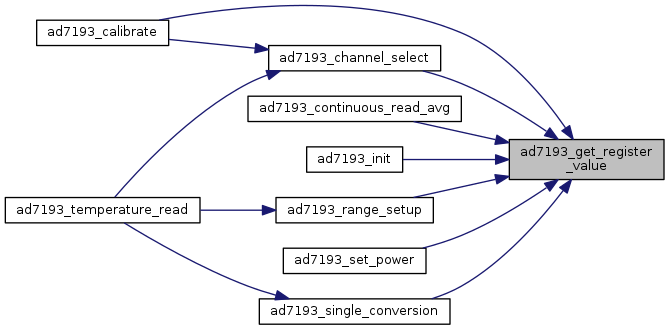 ad7193_calibrate
ad7193_channel_select
ad7193_continuous_read_avg
ad7193_get_register
_value
ad7193_init
ad7193_temperature_read
ad7193_range_setup
ad7193_set_power
ad7193_single_conversion